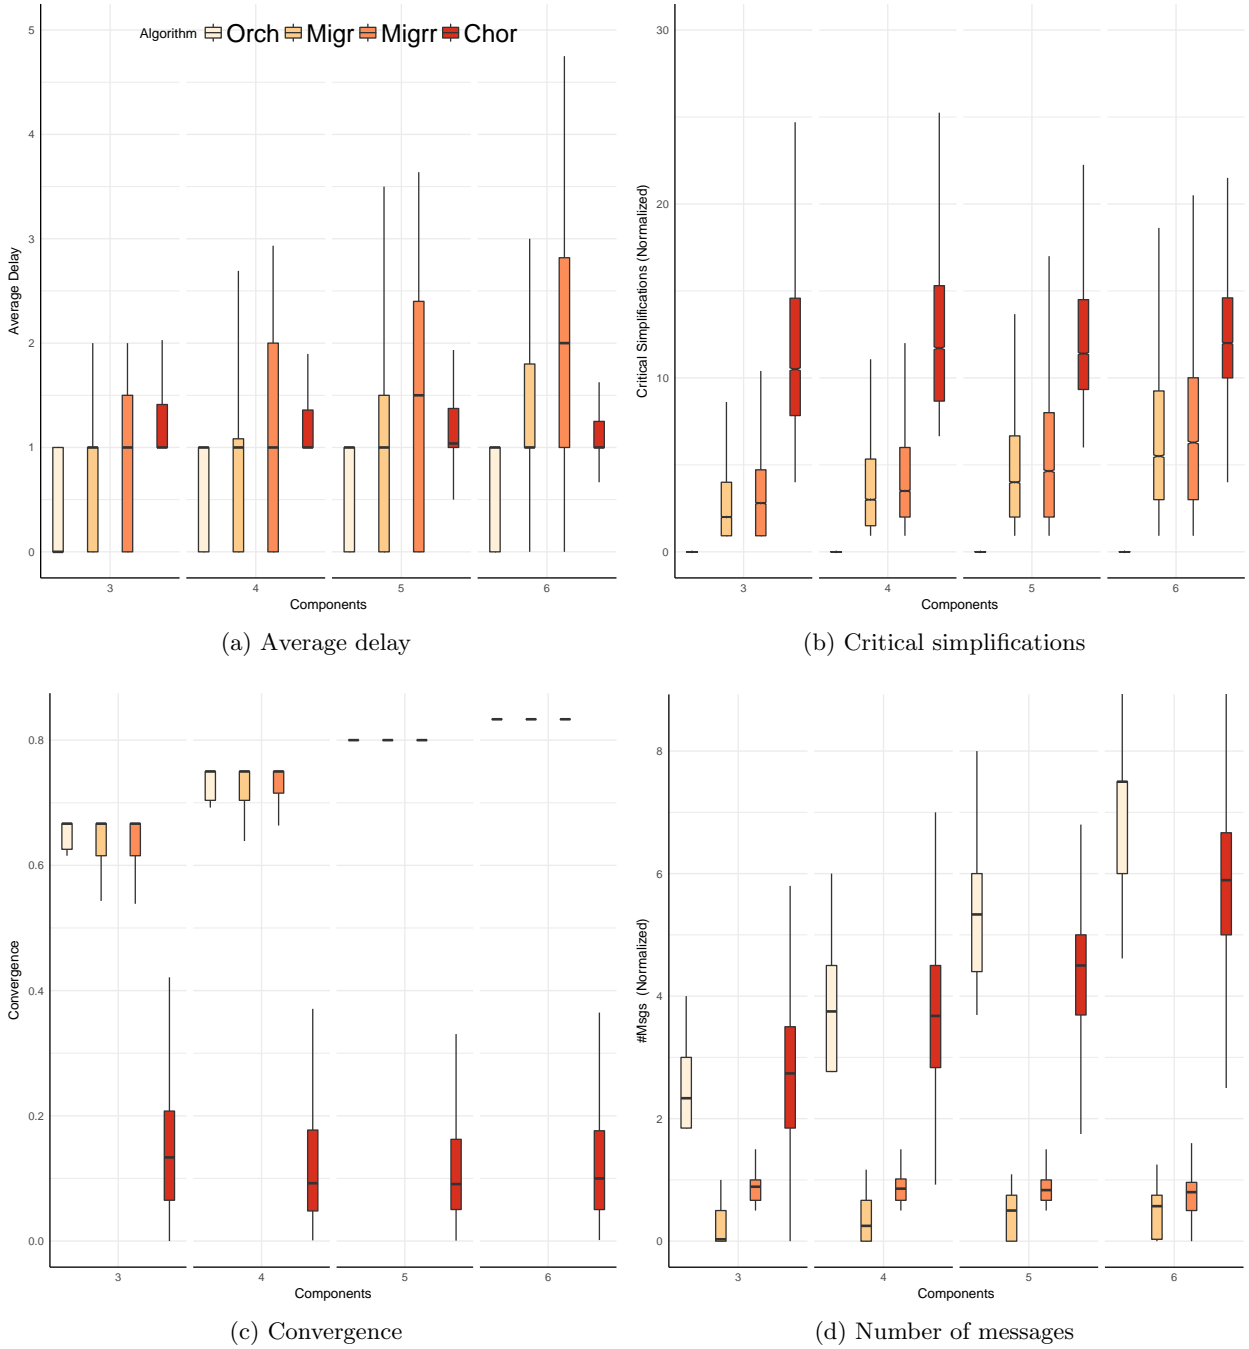 Algorithm Orch Migr Migrr Chor
5
4
3
2
1
0
Average Delay
3 4 5 6
Components
(a) Average delay
30
20
10
0
Critical Simplifications (Normalized)
3 4 5 6
Components
(b) Critical simplifications
0.8
0.6
0.4
0.2
0.0
Convergence
3 4 5 6
Components
(c) Convergence
8
6
4
2
0
#Msgs (Normalized)
3 4 5 6
Components
(d) Number of messages